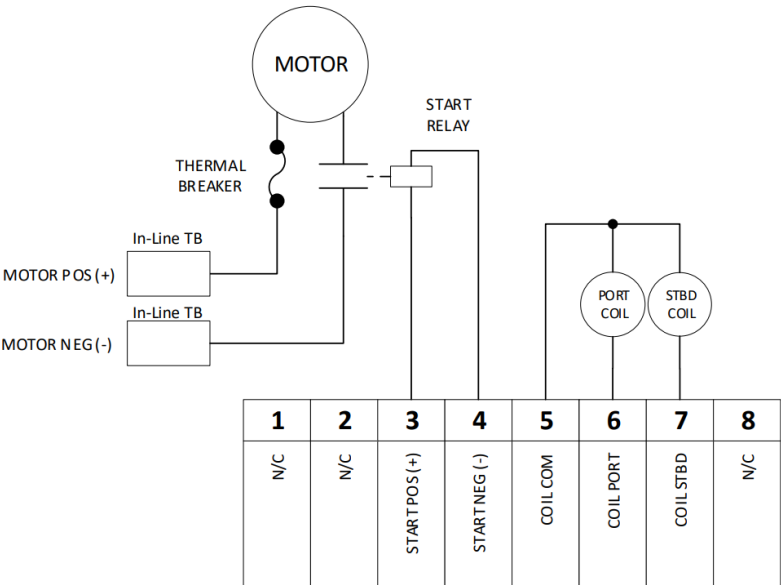 MOTOR
START
RELAY
THERMAL
BREAKER
In-Line TB
MOTOR POS (+)
In-Line TB
MOTOR NEG (-)
PORT
COIL
STBD
COIL
1 2 3 4 5 6 7 8
N/C
N/C
START POS (+)
START NEG (-)
COIL COM
COIL PORT
COIL STBD
N/C